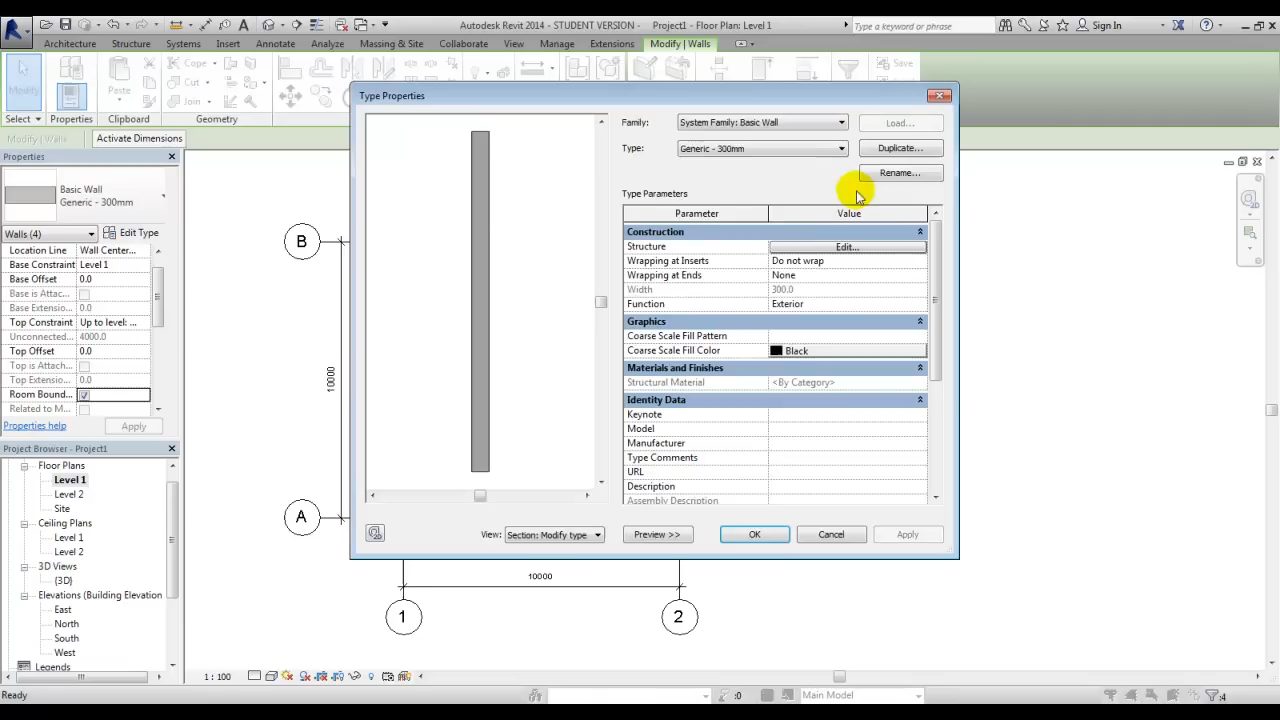 Autodesk Revit 2014 - STUDENT VERSION - Project1 - Floor Plan: Level 1
Type a keyword or phrase
Sign In
Architecture
Structure
Systems
Insert
Annotate
Analyze
Massing & Site
Collaborate
View
Manage
Extensions
Modify | Walls
Modify
Properties
Paste
Cope
Cut
Join
Save
Select
Properties
Clipboard
Geometry
Modify | Walls
Activate Dimensions
Properties
Basic Wall
Generic - 300mm
Walls (4)
Edit Type
Location Line Wall Center...
Base Constraint Level 1
Base Offset 0.0
Base is Attac...
Base Extensio... 0.0
Top Constraint Up to level: ...
Unconnected... 4000.0
Top Offset 0.0
Top is Attach...
Top Extensio... 0.0
Room Bound...
Related to M...
Properties help
Apply
Project Browser - Project1
Floor Plans
Level 1
Level 2
Site
Ceiling Plans
Level 1
Level 2
3D Views
{3D}
Elevations (Building Elevation
East
North
South
West
Legends
B
10000
A
10000
1
2
Type Properties
Family:
System Family: Basic Wall
Load...
Type:
Generic - 300mm
Duplicate...
Rename...
Type Parameters
Parameter Value
Construction
Structure Edit...
Wrapping at Inserts Do not wrap
Wrapping at Ends None
Width 300.0
Function Exterior
Graphics
Coarse Scale Fill Pattern
Coarse Scale Fill Color Black
Materials and Finishes
Structural Material <By Category>
Identity Data
Keynote
Model
Manufacturer
Type Comments
URL
Description
Assembly Description
View:
Section: Modify type
Preview >>
OK
Cancel
Apply
1 : 100
Ready
:0
Main Model
:4